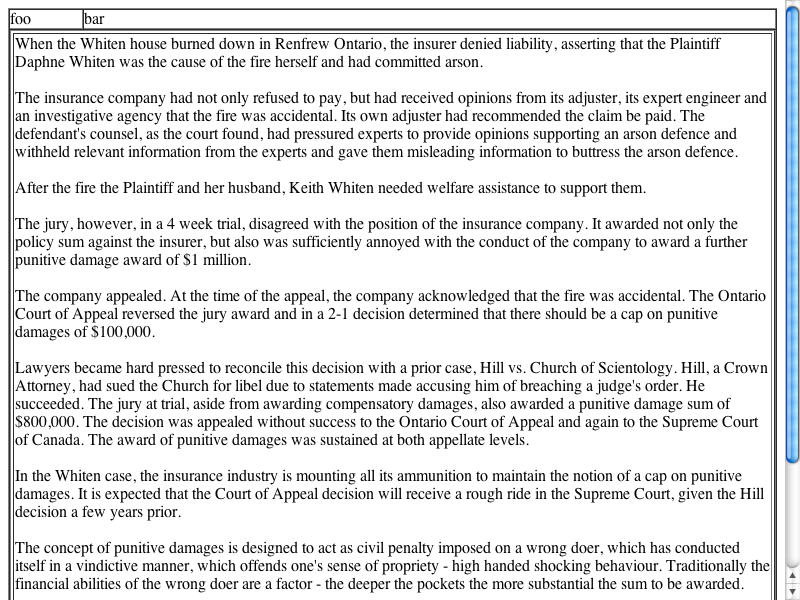 foo bar
When the Whiten house burned down in Renfrew Ontario, the insurer denied liability, asserting that the Plaintiff
Daphne Whiten was the cause of the fire herself and had committed arson.
The insurance company had not only refused to pay, but had received opinions from its adjuster, its expert engineer and
an investigative agency that the fire was accidental. Its own adjuster had recommended the claim be paid. The
defendant's counsel, as the court found, had pressured experts to provide opinions supporting an arson defence and
withheld relevant information from the experts and gave them misleading information to buttress the arson defence.
After the fire the Plaintiff and her husband, Keith Whiten needed welfare assistance to support them.
The jury, however, in a 4 week trial, disagreed with the position of the insurance company. It awarded not only the
policy sum against the insurer, but also was sufficiently annoyed with the conduct of the company to award a further
punitive damage award of $1 million.
The company appealed. At the time of the appeal, the company acknowledged that the fire was accidental. The Ontario
Court of Appeal reversed the jury award and in a 2-1 decision determined that there should be a cap on punitive
damages of $100,000.
Lawyers became hard pressed to reconcile this decision with a prior case, Hill vs. Church of Scientology. Hill, a Crown
Attorney, had sued the Church for libel due to statements made accusing him of breaching a judge's order. He
succeeded. The jury at trial, aside from awarding compensatory damages, also awarded a punitive damage sum of
$800,000. The decision was appealed without success to the Ontario Court of Appeal and again to the Supreme Court
of Canada. The award of punitive damages was sustained at both appellate levels.
In the Whiten case, the insurance industry is mounting all its ammunition to maintain the notion of a cap on punitive
damages. It is expected that the Court of Appeal decision will receive a rough ride in the Supreme Court, given the Hill
decision a few years prior.
The concept of punitive damages is designed to act as civil penalty imposed on a wrong doer, which has conducted
itself in a vindictive manner, which offends one's sense of propriety - high handed shocking behaviour. Traditionally the
financial abilities of the wrong doer are a factor - the deeper the pockets the more substantial the sum to be awarded.